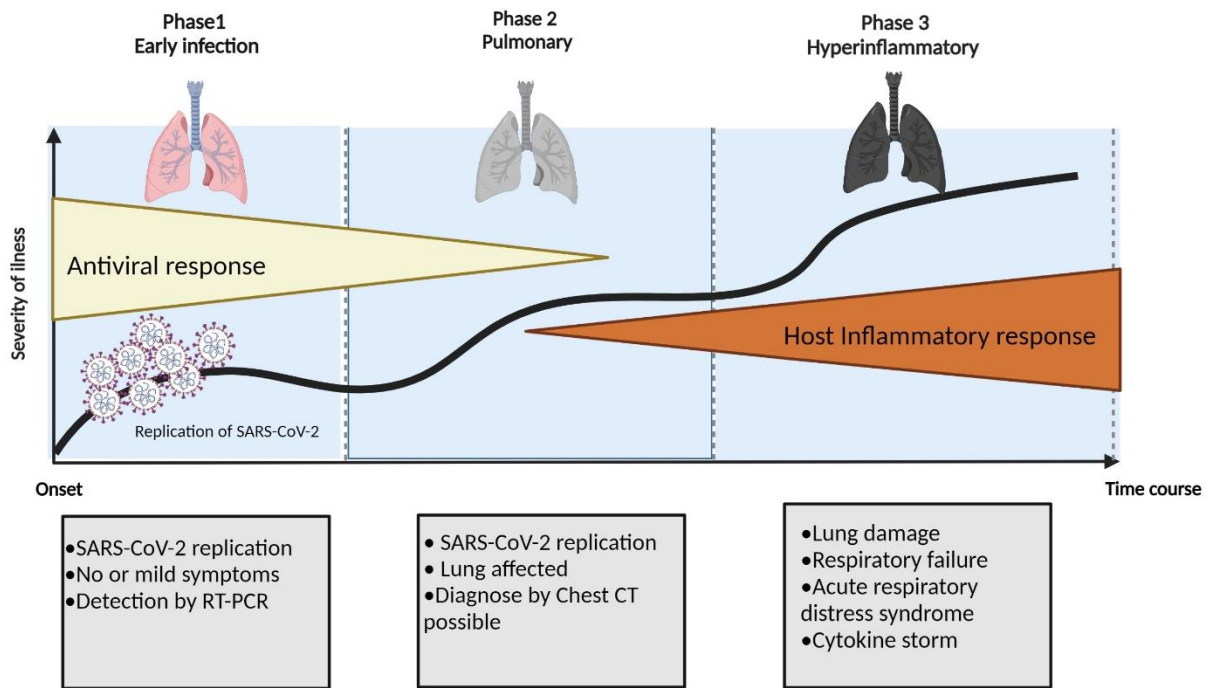 Phase1
Early infection
Phase 2
Pulmonary
Phase 3
Hyperinflammatory
Severity of ilness
Antiviral response
Host Inflammatory response
Replication of SARS-CoV-2
Onset
Time course
●SARS-CoV-2 replication
●No or mild symptoms
●Detection by RT-PCR
● SARS-CoV-2 replication
● Lung affected
●Diagnose by Chest CT
possible
●Lung damage
●Respiratory failure
●Acute respiratory
distress syndrome
●Cytokine storm